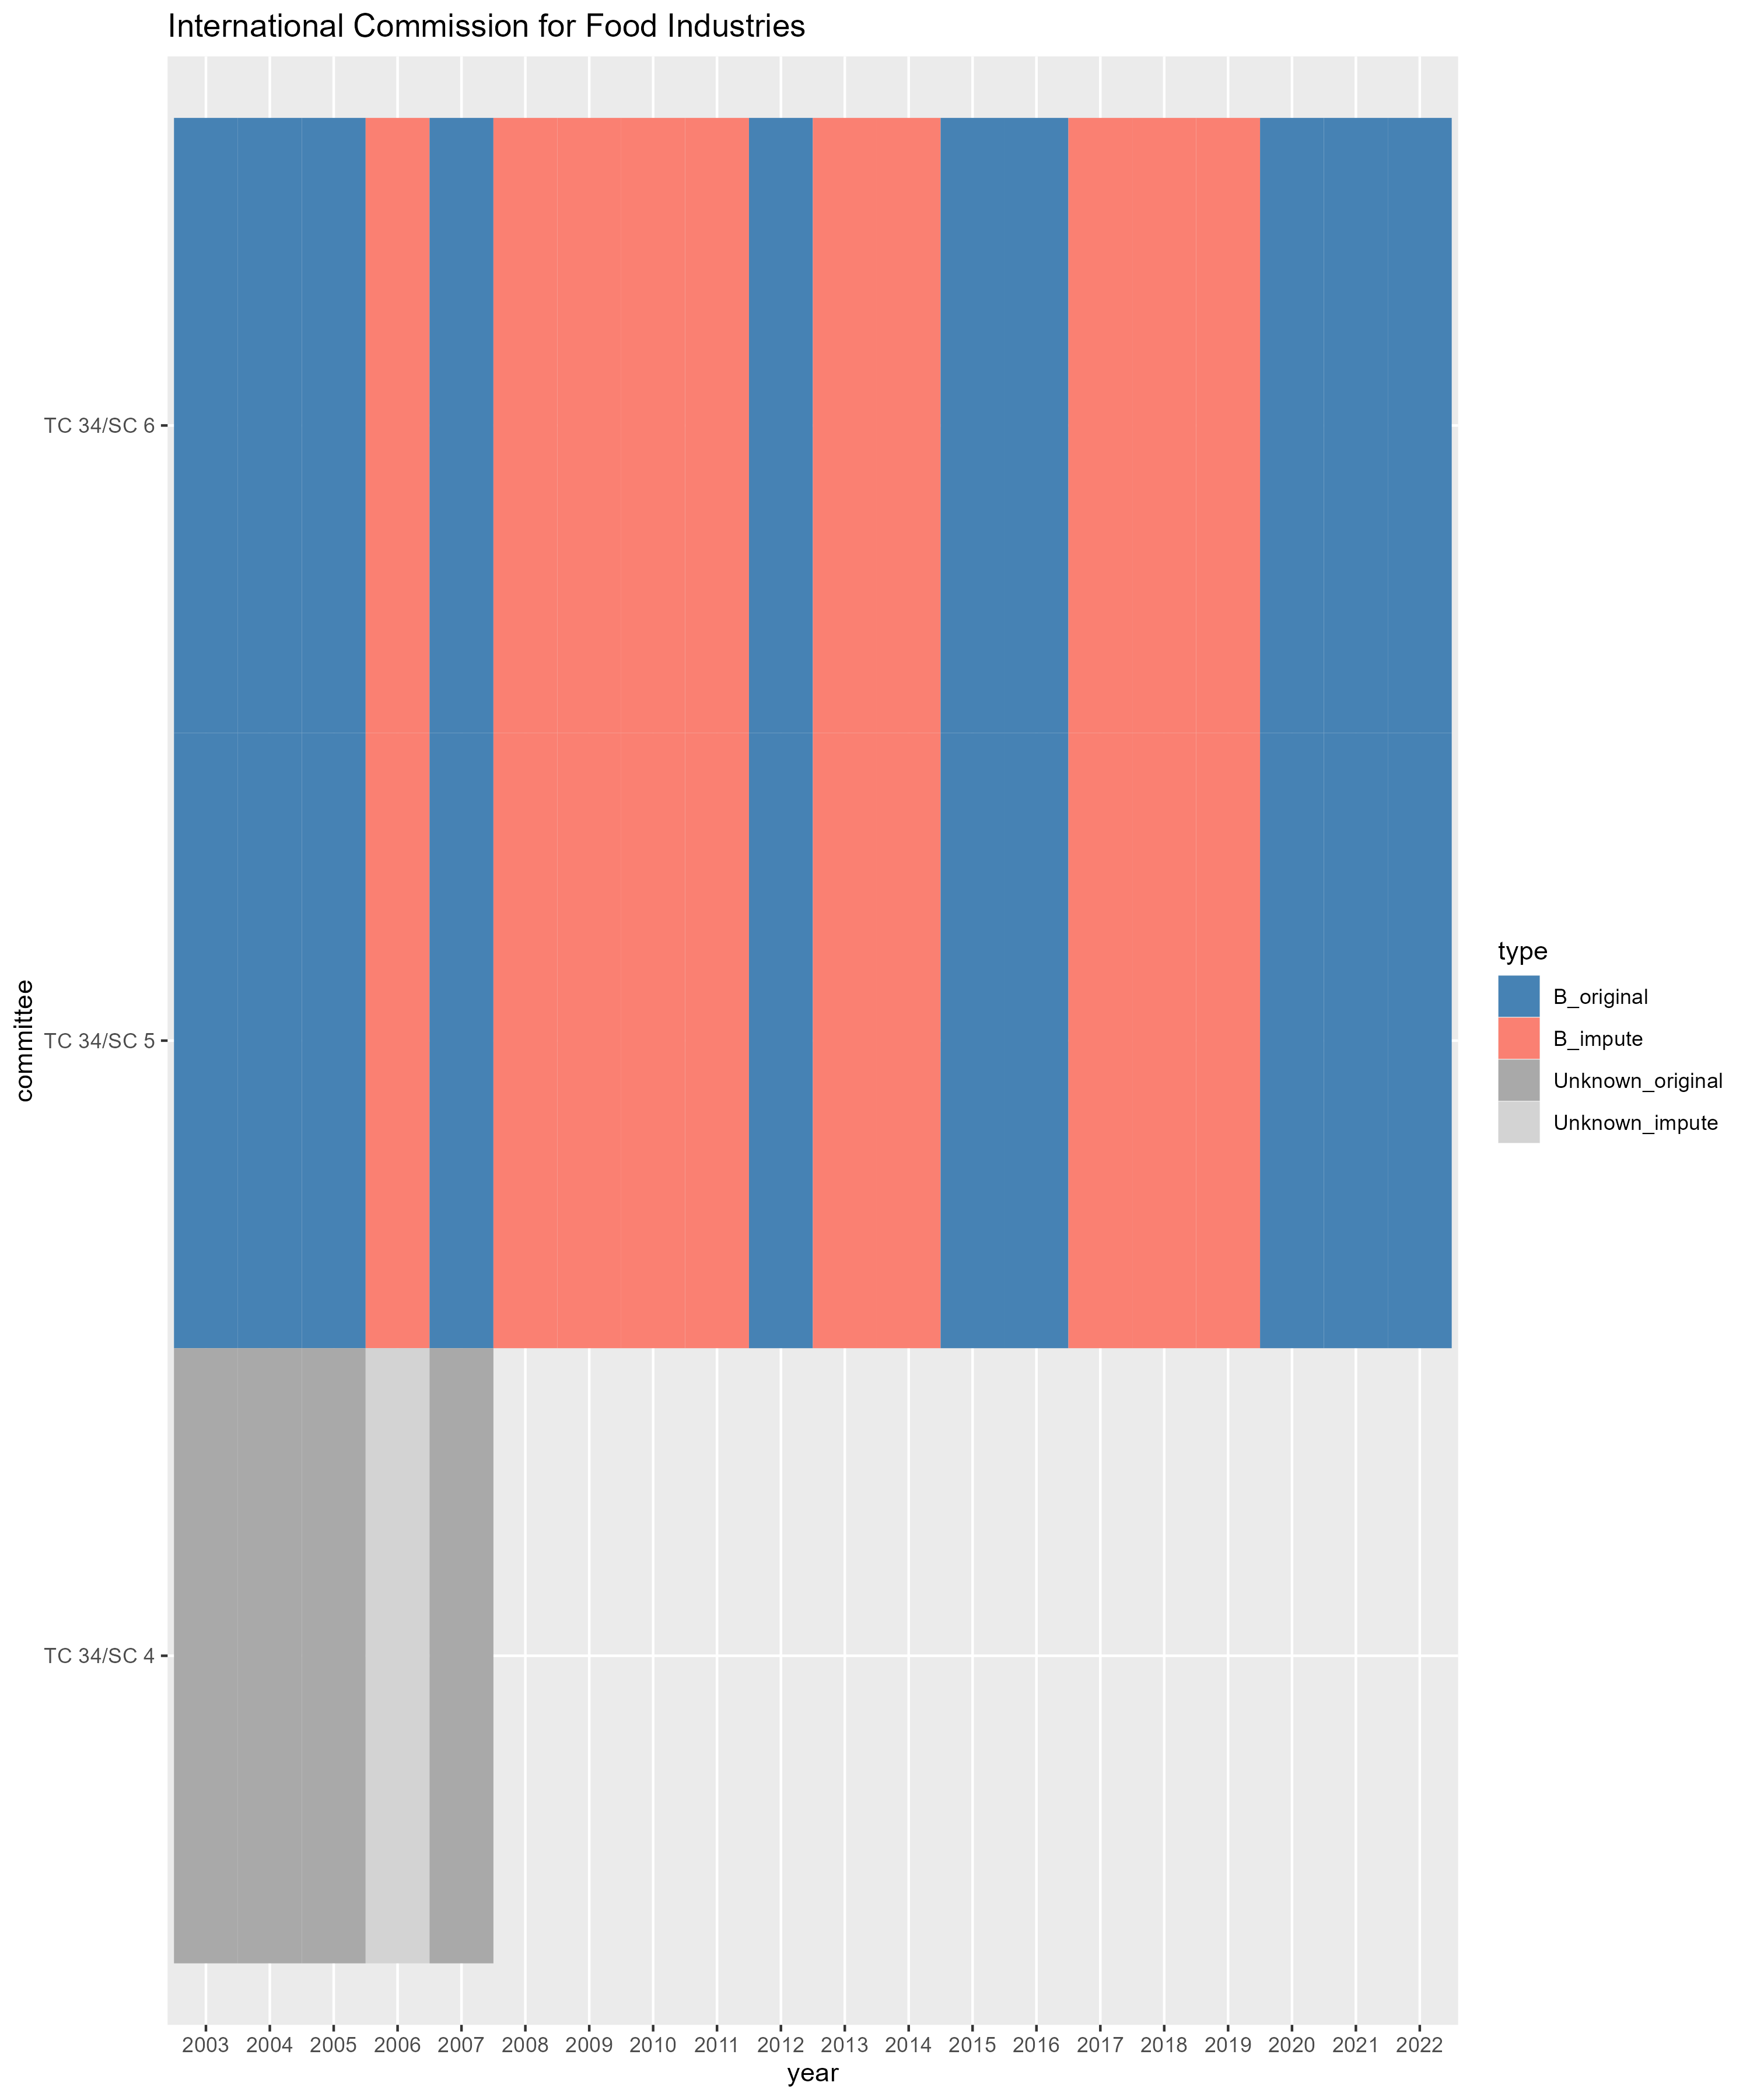 International Commission for Food Industries
committee
TC 34/SC 6
TC 34/SC 5
TC 34/SC 4
2003 2004 2005 2006 2007 2008 2009 2010 2011 2012 2013 2014 2015 2016 2017 2018 2019 2020 2021 2022
year
type
B_original
B_impute
Unknown_original
Unknown_impute